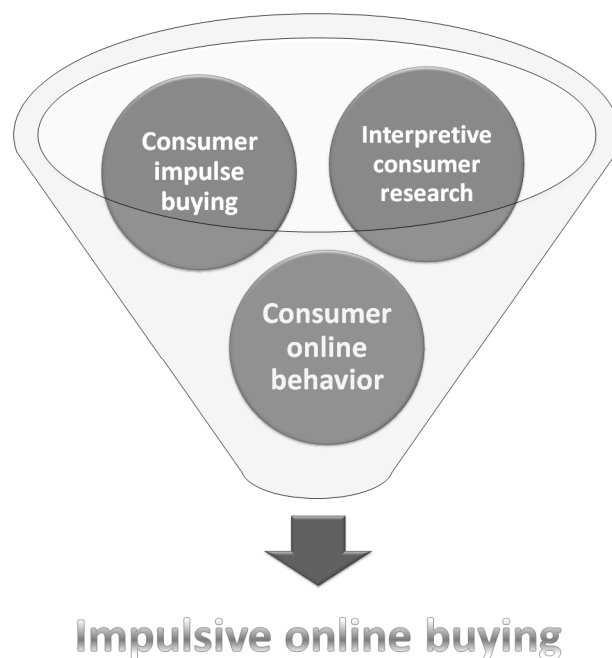 Consumer
impulse
buying
Interpretive
consumer
research
Consumer
online
behavior
Impulsive online buying